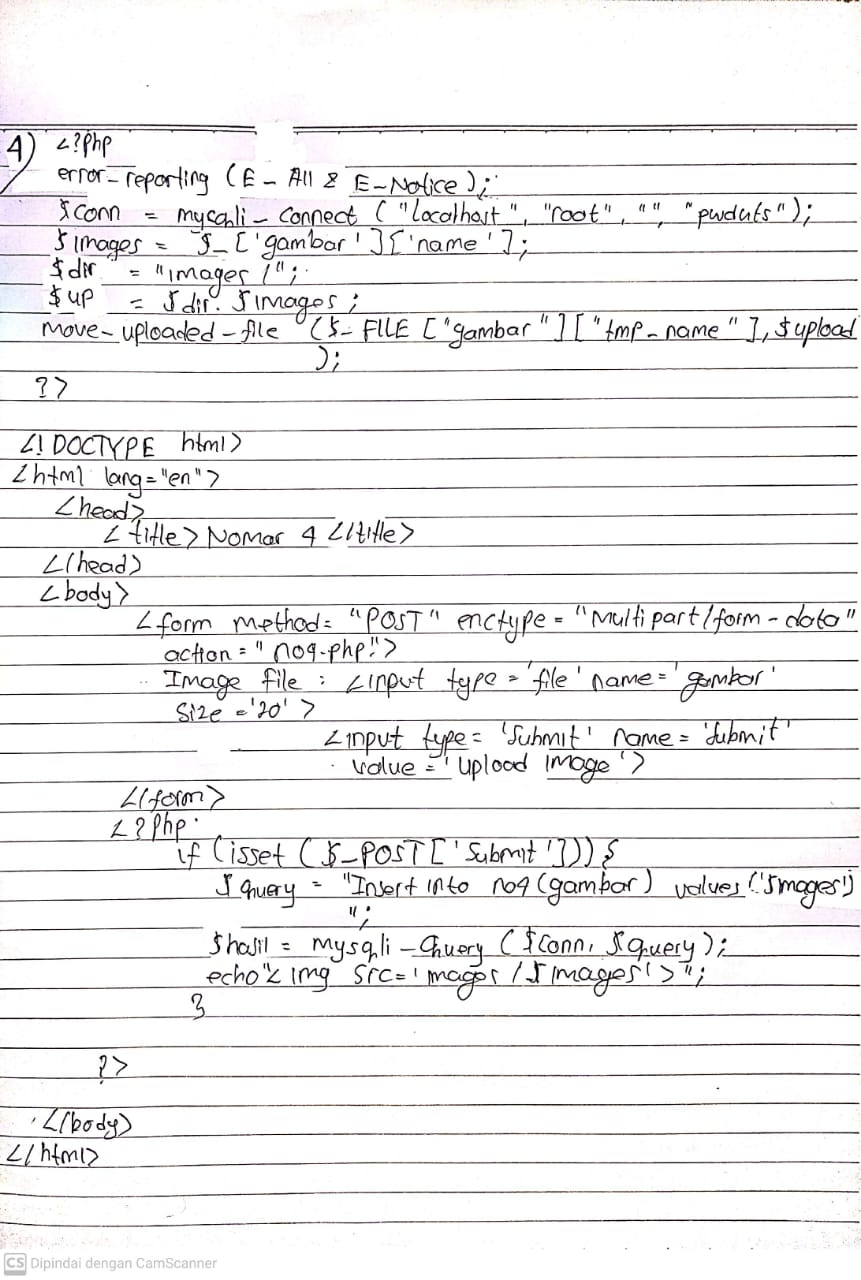 4) <?php
error_reporting (E_All & E_Notice);
$conn = mysqli_connect ("localhost", "root", "", "pwduts");
$images = $_['gambar']['name'];
$dir = "images/";
$up = $dir.$images;
move_uploaded_file ($_FILE ["gambar"]["tmp_name"], $upload
);
?>
<!DOCTYPE html>
<html lang="en">
<head>
<title> Nomor 4 </title>
</head>
<body>
<form method= "POST" enctype = "Multipart/form-data"
action = "no4.php">
Image file : <input type = 'file' name = 'gambar'
size = '20' >
<input type = 'Submit' name = 'Submit'
value = 'Upload Image'>
</form>
<?php
if (isset ($_POST ['Submit'])) {
$query = "Insert into no4 (gambar) values ('$images')
";
$hasil = mysqli_query ($conn, $query);
echo "< img src = 'images/$images'>";
}
?>
</body>
</html>
CS Dipindai dengan CamScanner